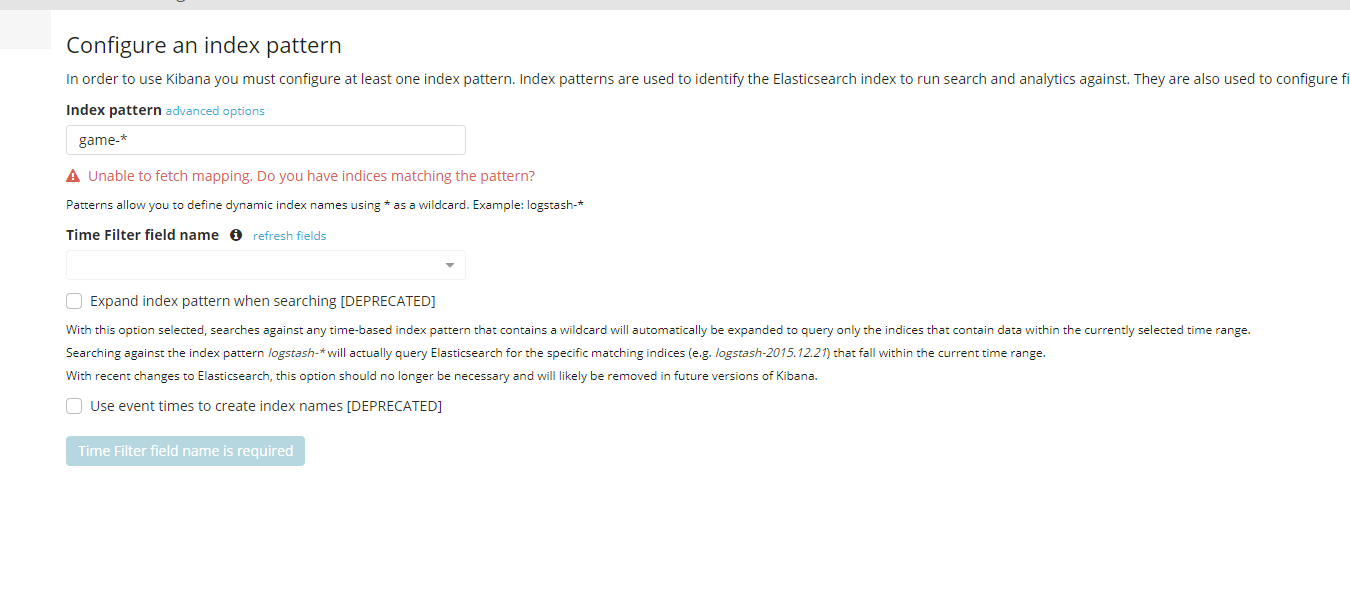 Configure an index pattern
In order to use Kibana you must configure at least one index pattern. Index patterns are used to identify the Elasticsearch index to run search and analytics against. They are also used to configure
Index pattern advanced options
game-*
Unable to fetch mapping. Do you have indices matching the pattern?
Patterns allow you to define dynamic index names using * as a wildcard. Example: logstash-*
Time Filter field name refresh fields
Expand index pattern when searching [DEPRECATED]
With this option selected, searches against any time-based index pattern that contains a wildcard will automatically be expanded to query only the indices that contain data within the currently selected time range.
Searching against the index pattern logstash-* will actually query Elasticsearch for the specific matching indices (e.g. logstash-2015.12.21) that fall within the current time range.
With recent changes to Elasticsearch, this option should no longer be necessary and will likely be removed in future versions of Kibana.
Use event times to create index names [DEPRECATED]
Time Filter field name is required